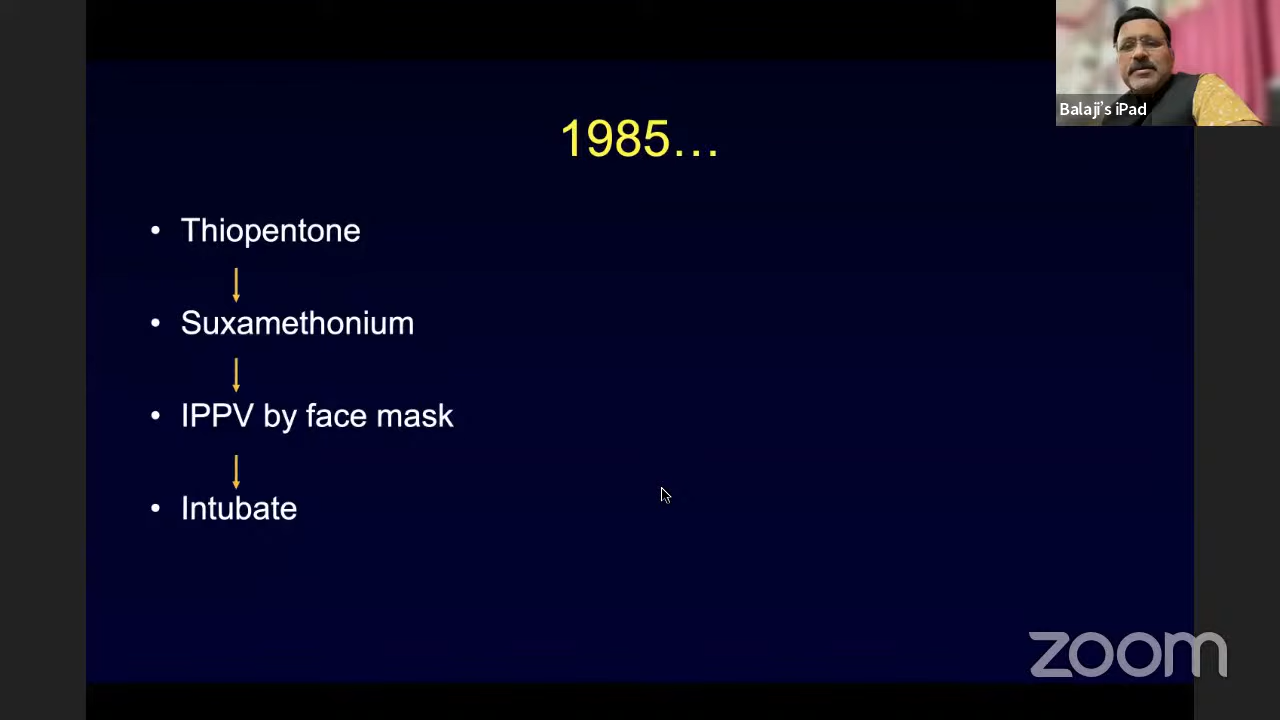 Balaji's iPad
1985...
• Thiopentone
• Suxamethonium
• IPPV by face mask
• Intubate
zoom